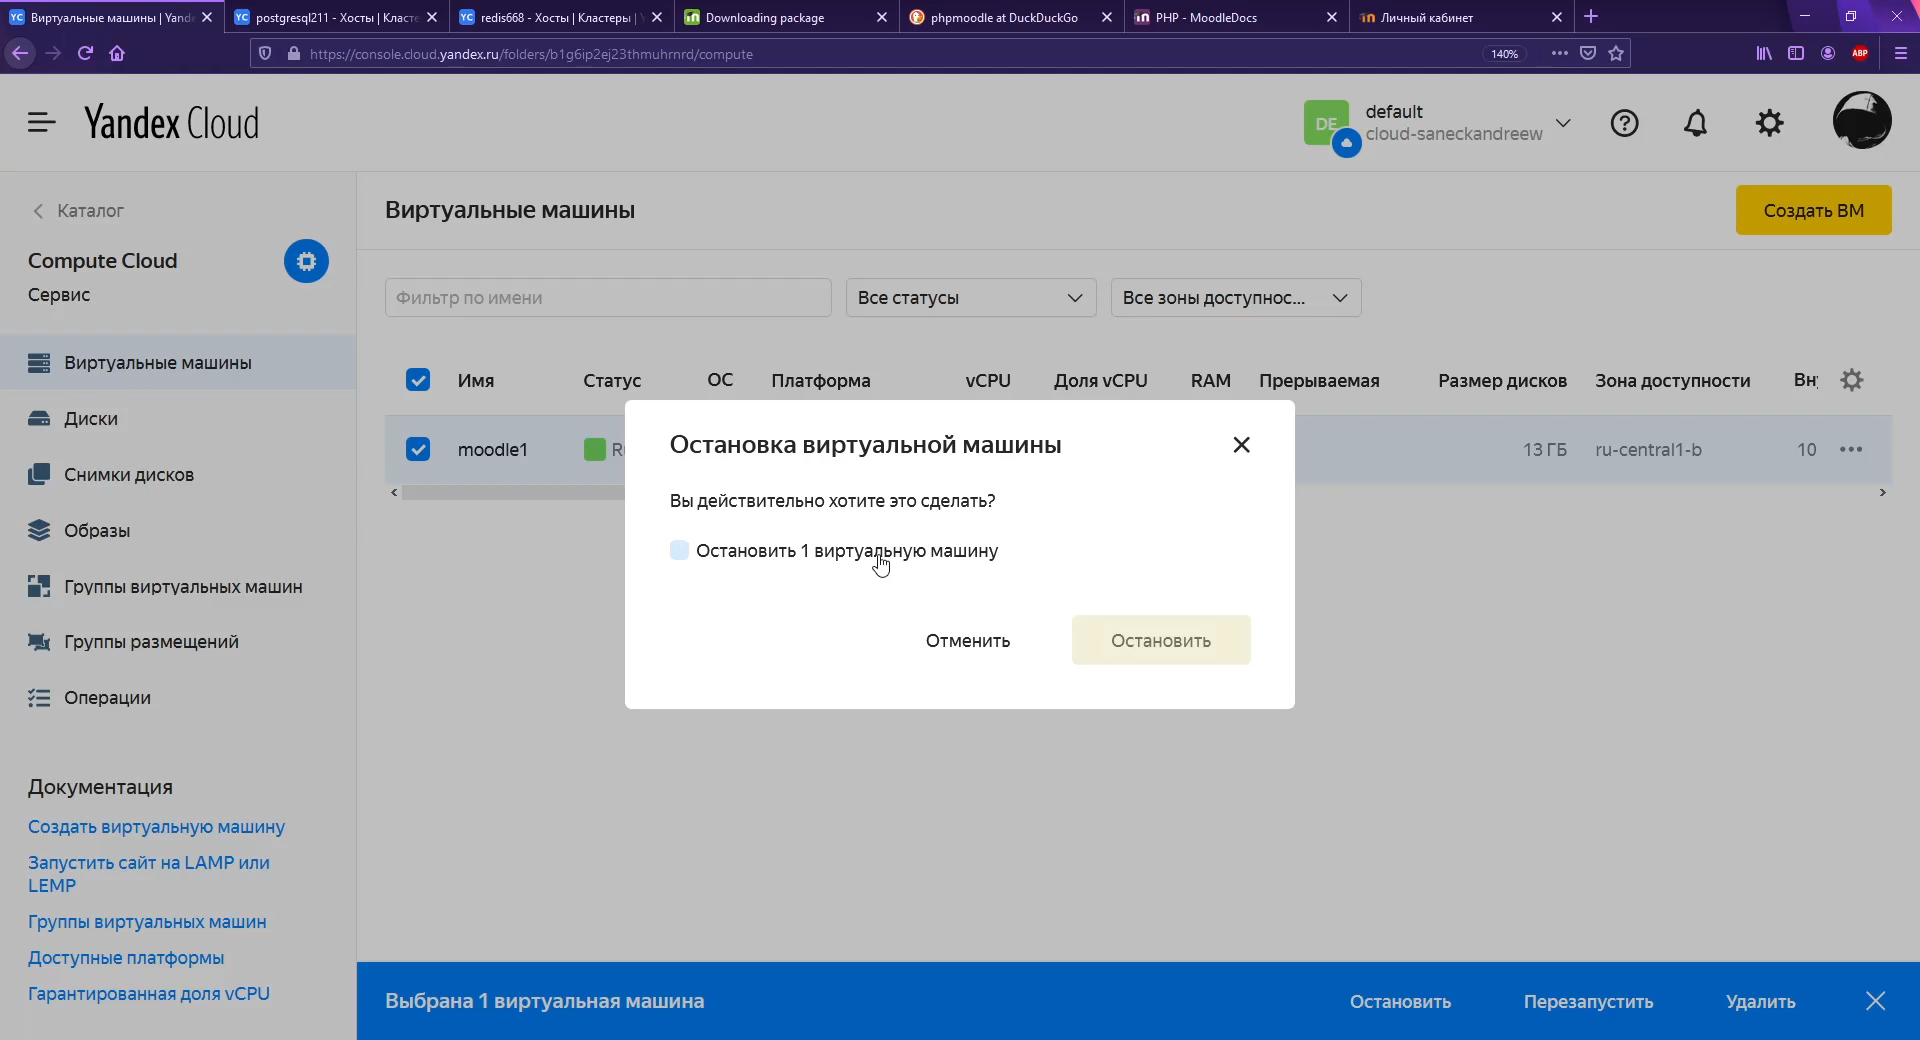 Виртуальные машины | Yande
postgresql211 - Хосты | Класте
redis668 - Хосты | Кластеры |
Downloading package
phpmoodle at DuckDuckGo
PHP - MoodleDocs
Личный кабинет
https://console.cloud.yandex.ru/folders/b1g6ip2ej23thmuhrnrd/compute
140%
ABP
Yandex Cloud
DE
default
cloud-saneckandreew
Каталог
Виртуальные машины
Создать ВМ
Compute Cloud
Сервис
Фильтр по имени
Все статусы
Все зоны доступнос...
Виртуальные машины
Диски
Снимки дисков
Образы
Группы виртуальных машин
Группы размещений
Операции
Имя Статус ОС Платформа vCPU Доля vCPU RAM Прерываемая Размер дисков Зона доступности Вн
moodle1 R 13 ГБ ru-central1-b 10
Остановка виртуальной машины
Вы действительно хотите это сделать?
Остановить 1 виртуальную машину
Отменить
Остановить
Документация
Создать виртуальную машину
Запустить сайт на LAMP или
LEMP
Группы виртуальных машин
Доступные платформы
Гарантированная доля vCPU
Выбрана 1 виртуальная машина
Остановить
Перезапустить
Удалить